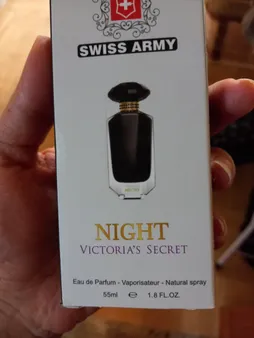 SWISS ARMY
NIGHT
VICTORIA'S SECRET
Eau de Parfum - Vaporisateur - Natural spray
55ml e 1.8 FL.OZ.